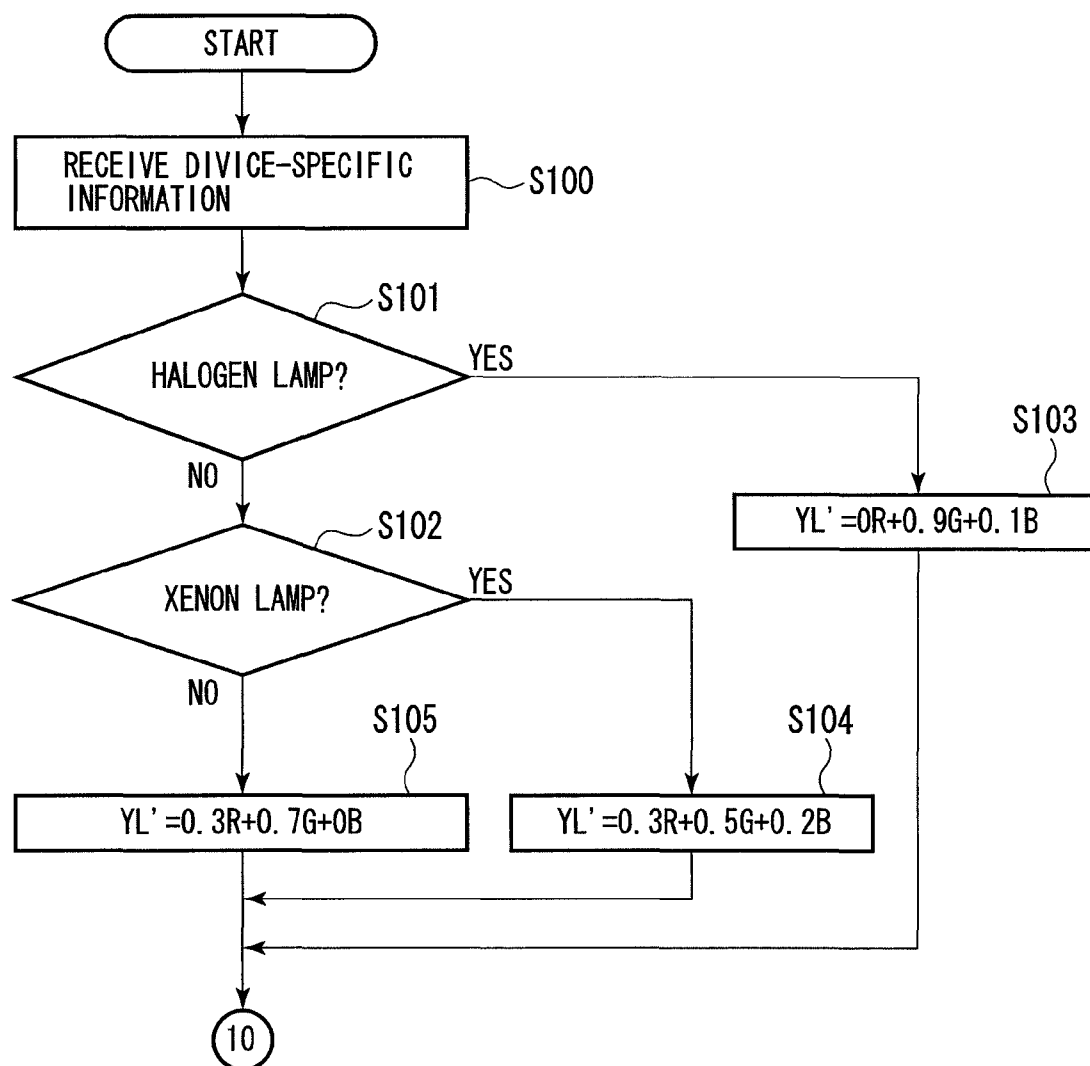 START
RECEIVE DIVICE-SPECIFIC
INFORMATION
S100
S101
HALOGEN LAMP?
YES
NO
S103
YL'=0R+0.9G+0.1B
S102
XENON LAMP?
YES
NO
S105
S104
YL'=0.3R+0.7G+0B
YL'=0.3R+0.5G+0.2B
10